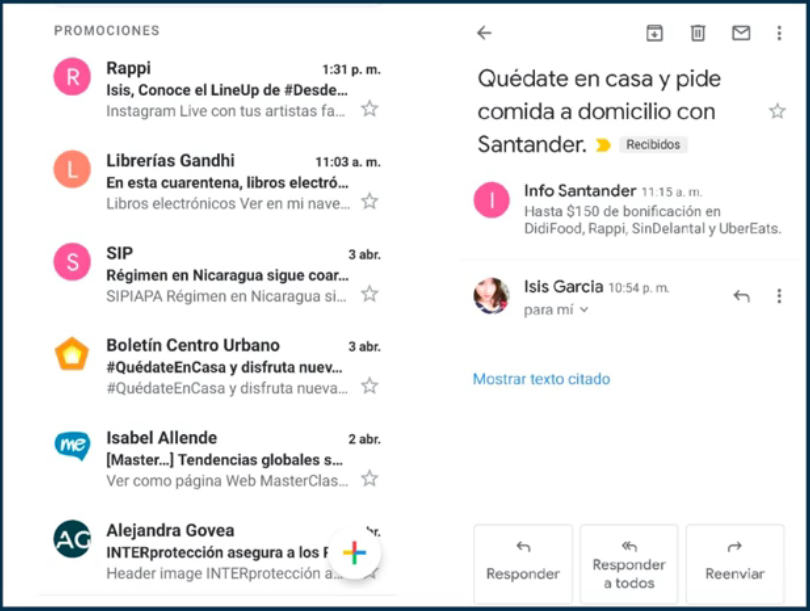 PROMOCIONES
R
Rappi 1:31 p. m.
Isis, Conoce el LineUp de #Desde...
Instagram Live con tus artistas fa...
L
Librerías Gandhi 11:03 a. m.
En esta cuarentena, libros electró...
Libros electrónicos Ver en mi nave...
S
SIP 3 abr.
Régimen en Nicaragua sigue coar...
SIPIAPA Régimen en Nicaragua si...
Boletín Centro Urbano 3 abr.
#QuédateEnCasa y disfruta nuev...
#QuédateEnCasa y disfruta nueva...
me
Isabel Allende 2 abr.
[Master...] Tendencias globales s...
Ver como página Web MasterClas...
AG
Alejandra Govea br.
INTERprotección asegura a los
Header image INTERprotección a...
Quédate en casa y pide
comida a domicilio con
Santander. Recibidos
I
Info Santander 11:15 a. m.
Hasta $150 de bonificación en
DidiFood, Rappi, SinDelantal y UberEats.
Isis Garcia 10:54 p. m.
para mí
Mostrar texto citado
Responder
Responder
a todos
Reenviar